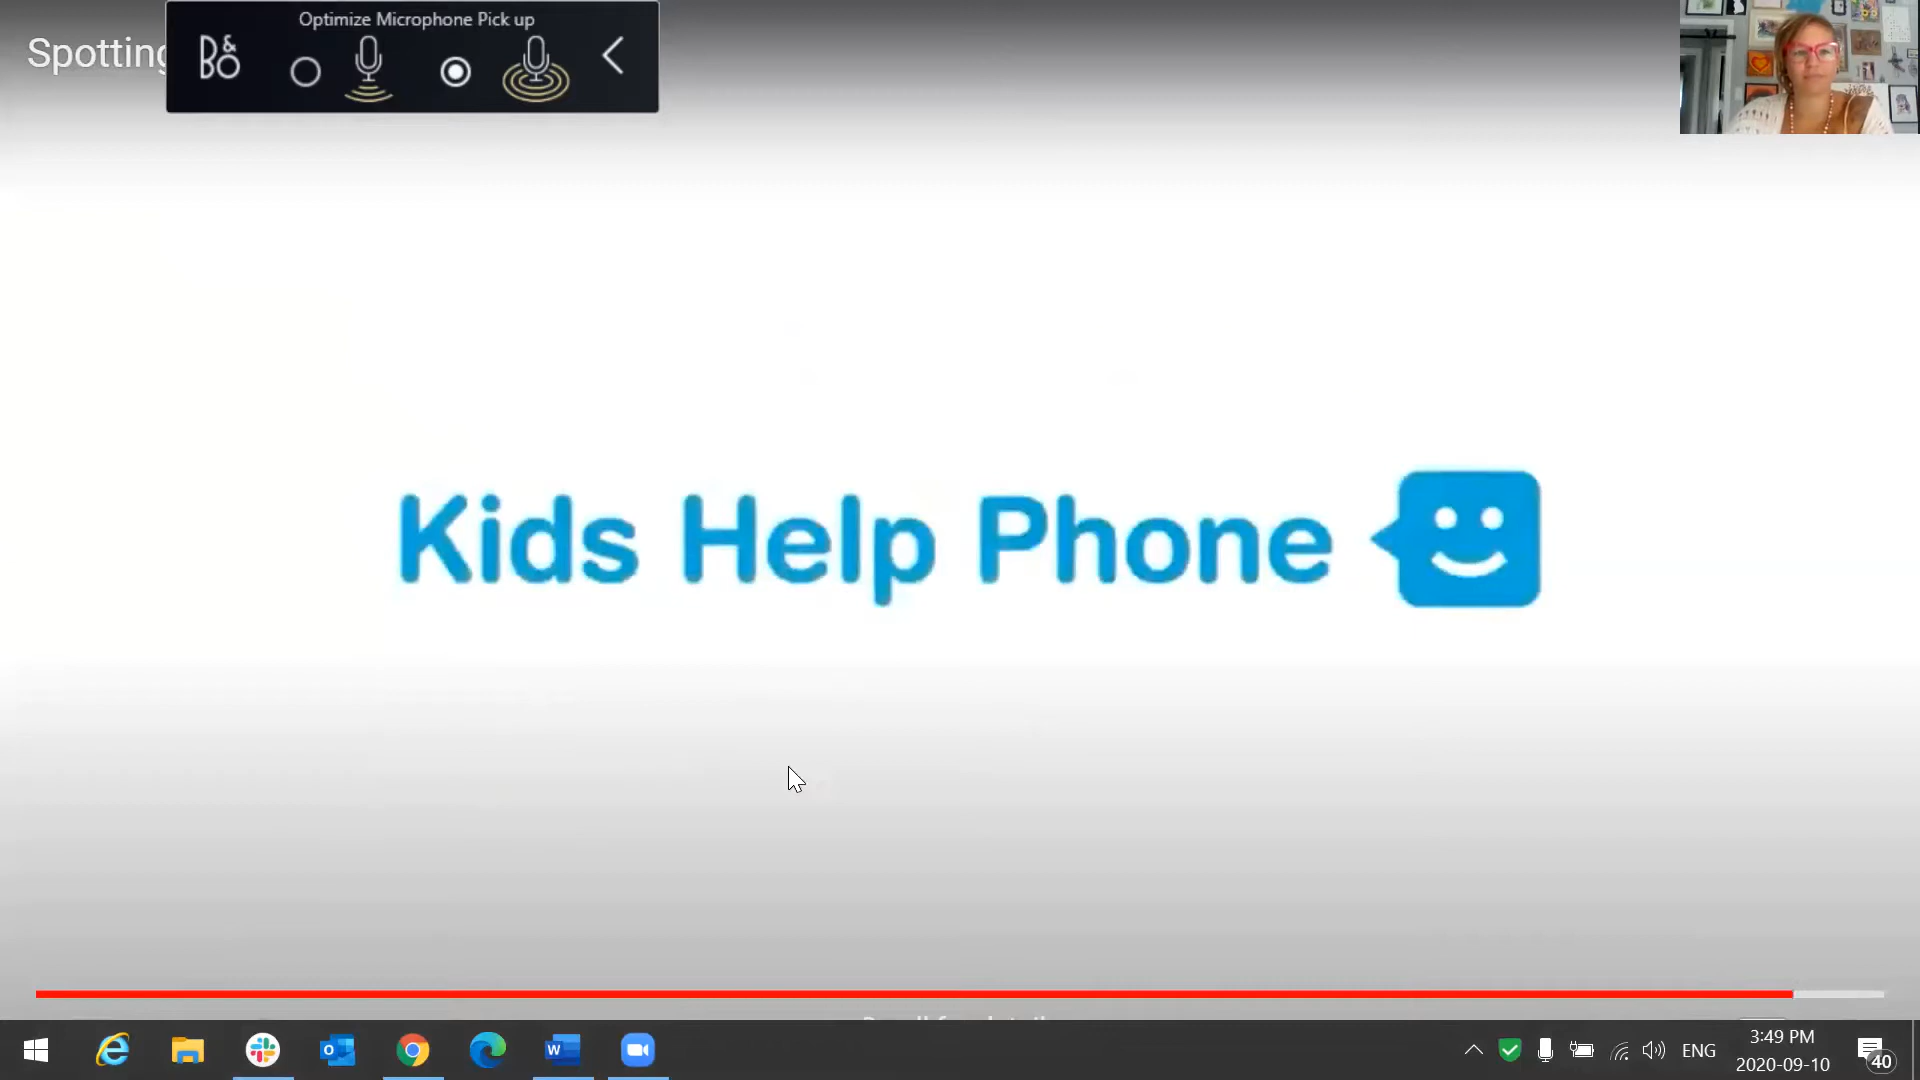 Optimize Microphone Pick up
Spotting
B&O
Kids Help Phone
ENG
3:49 PM
2020-09-10
40